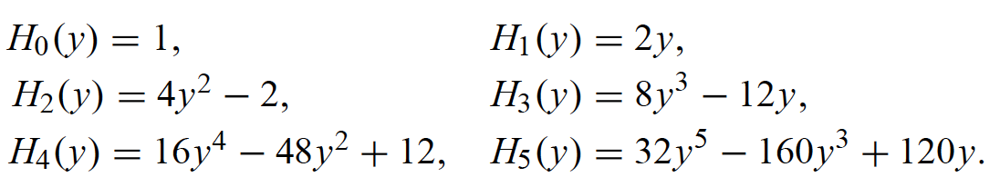 H₀(y) = 1, H₁(y) = 2y,
H₂(y) = 4y² − 2, H₃(y) = 8y³ − 12y,
H₄(y) = 16y⁴ − 48y² + 12, H₅(y) = 32y⁵ − 160y³ + 120y.